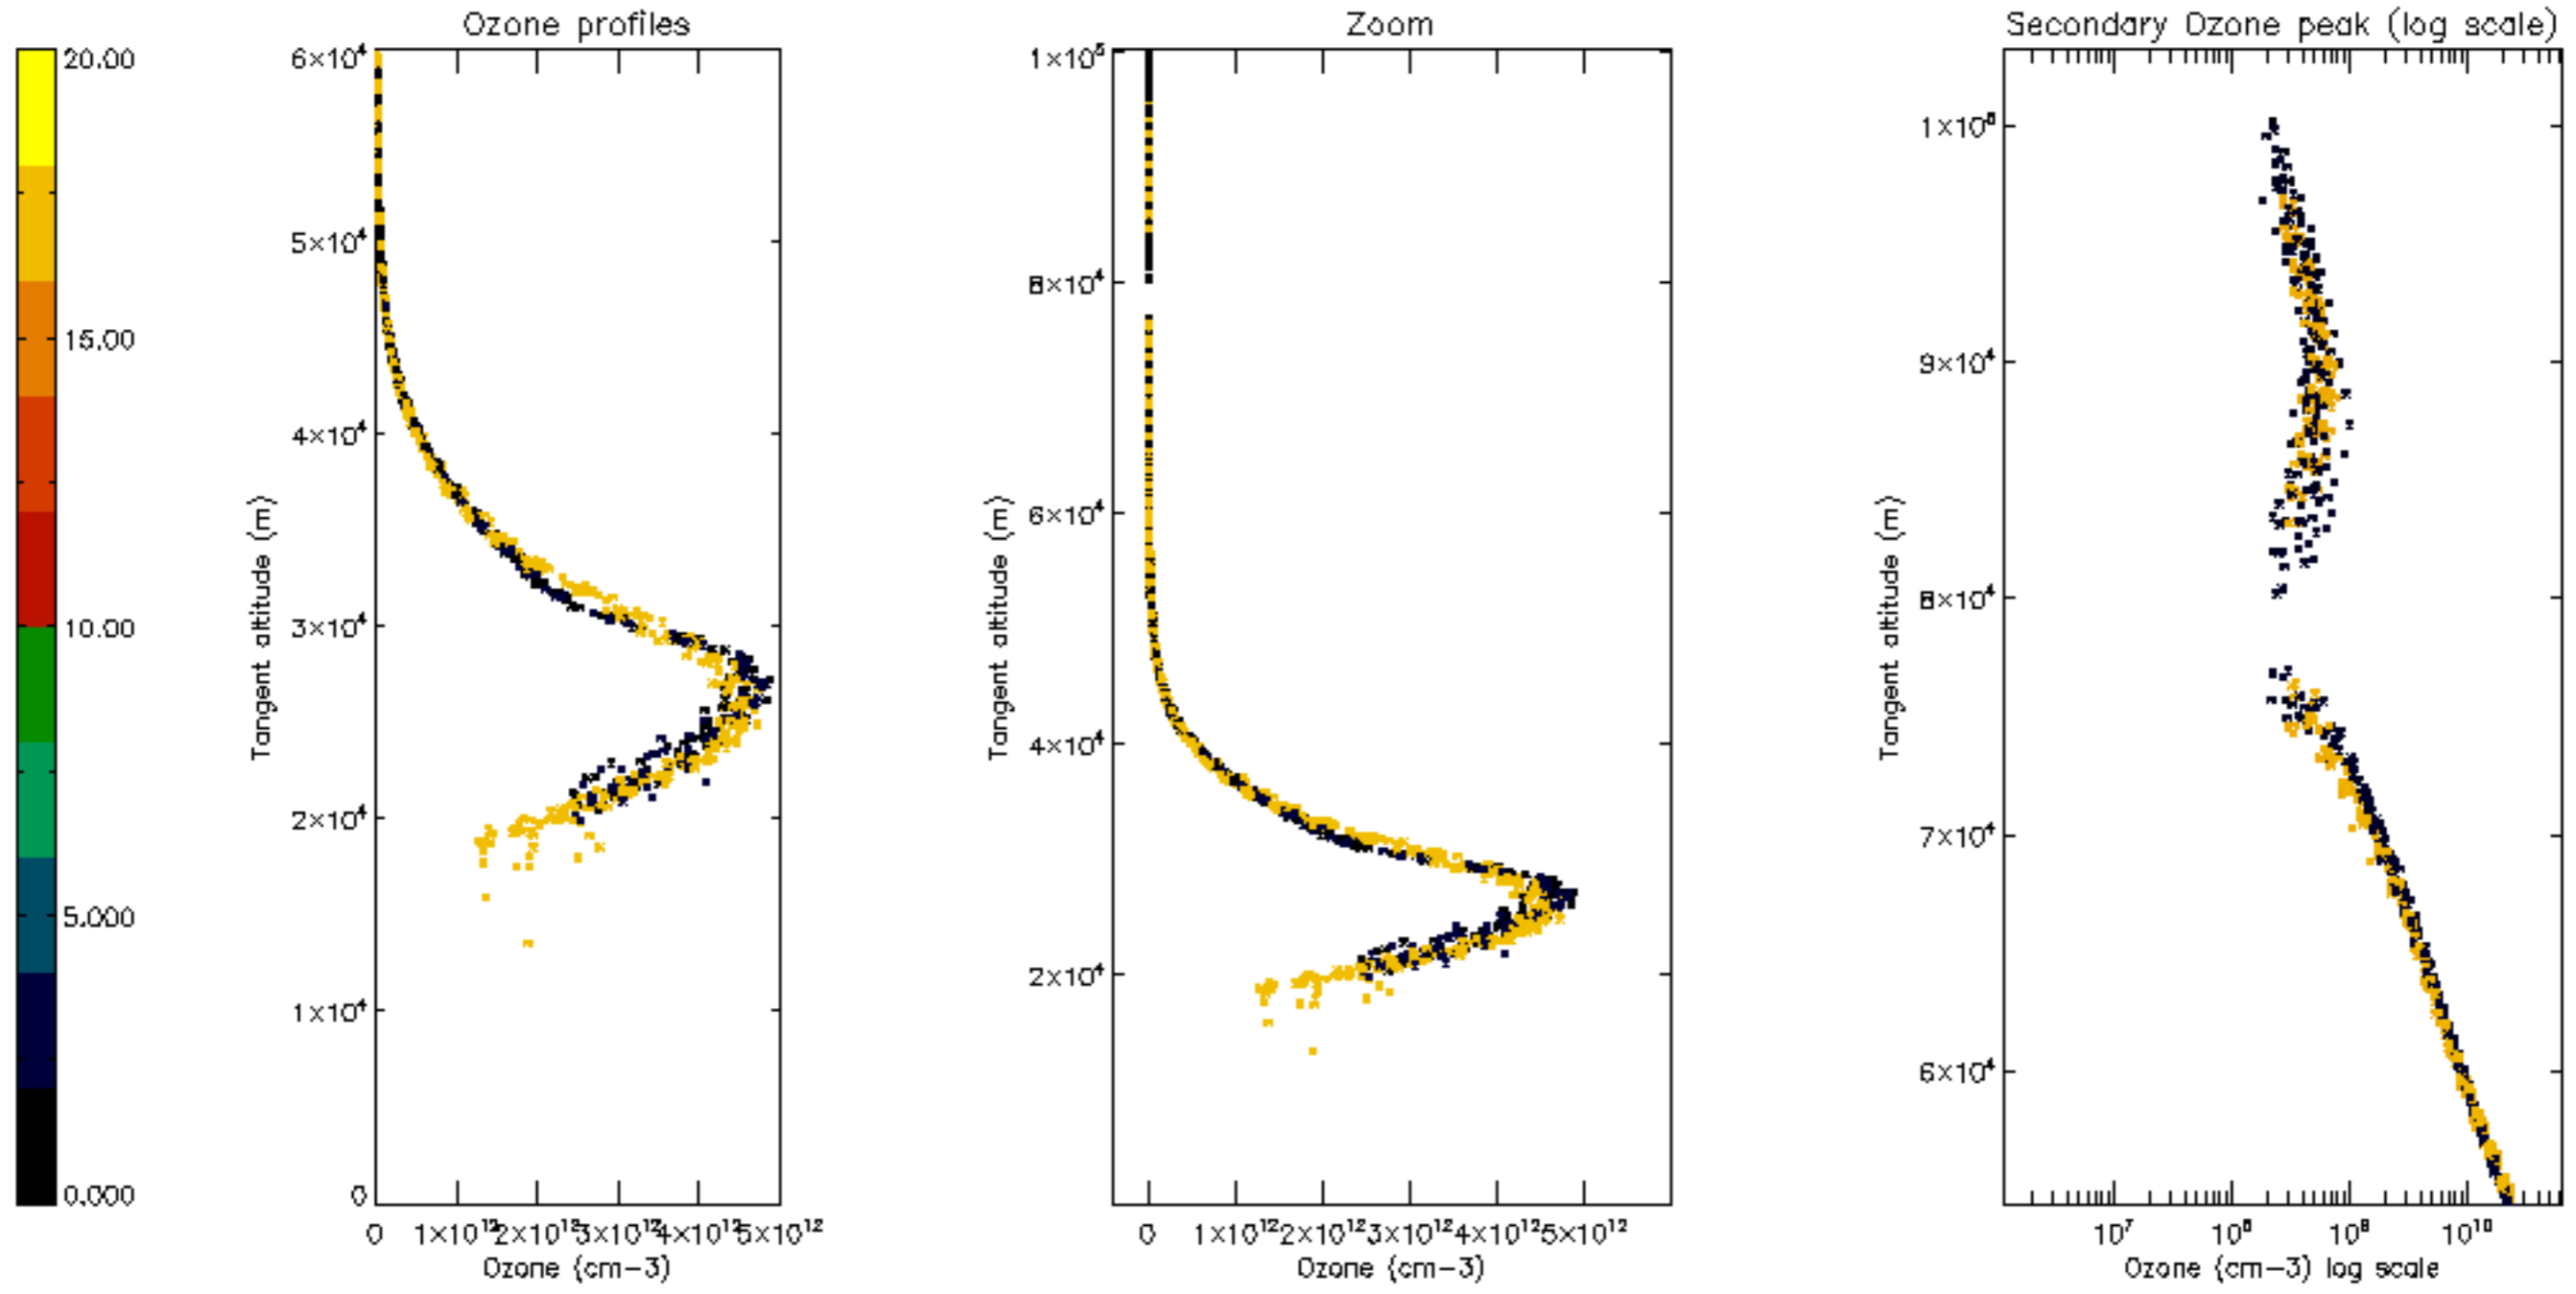 Ozone profiles
Zoom
Secondary Ozone peak (log scale)
20.00
15.00
10.00
5.000
0.000
6×10⁴
5×10⁴
4×10⁴
3×10⁴
2×10⁴
1×10⁴
0
Tangent altitude (m)
0 1×10¹² 2×10¹² 3×10¹² 4×10¹² 5×10¹²
Ozone (cm-3)
1×10⁵
8×10⁴
6×10⁴
4×10⁴
2×10⁴
Tangent altitude (m)
0 1×10¹² 2×10¹² 3×10¹² 4×10¹² 5×10¹²
Ozone (cm-3)
1×10⁵
9×10⁴
8×10⁴
7×10⁴
6×10⁴
Tangent altitude (m)
10⁷ 10⁸ 10⁹ 10¹⁰
Ozone (cm-3) log scale